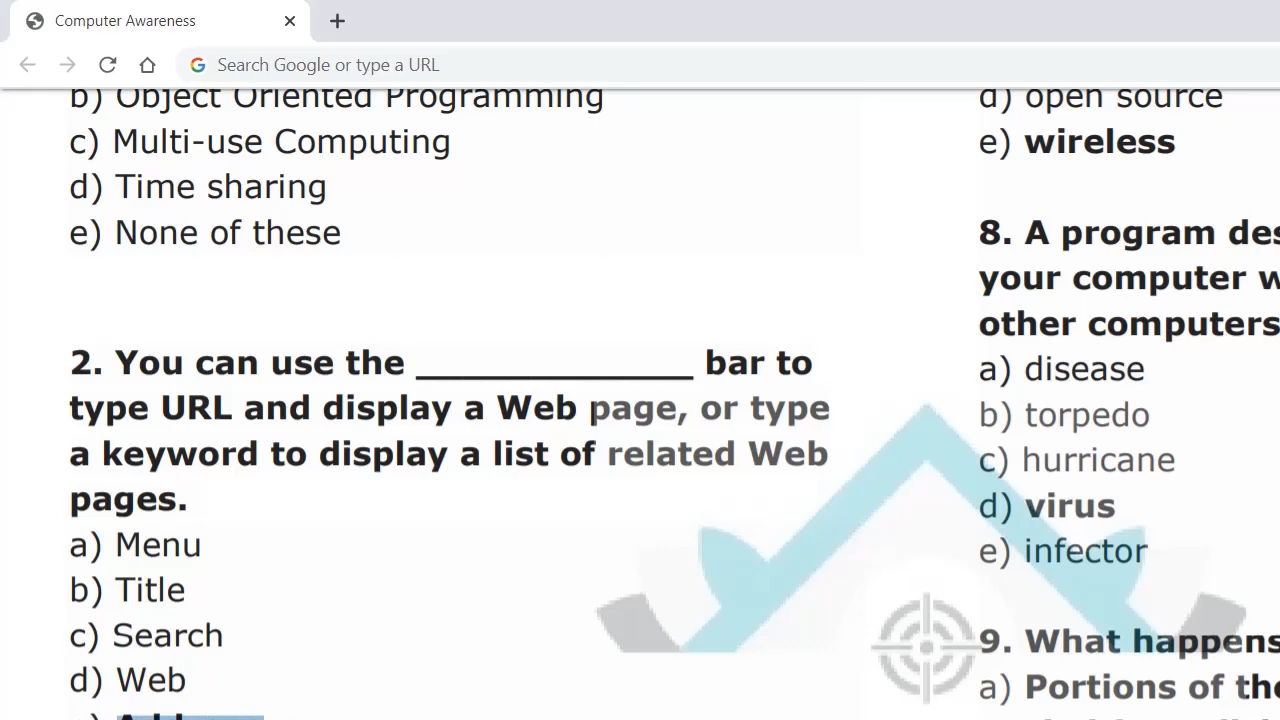 Computer Awareness
Search Google or type a URL
b) Object Oriented Programming
c) Multi-use Computing
d) Time sharing
e) None of these
2. You can use the ______________ bar to
type URL and display a Web page, or type
a keyword to display a list of related Web
pages.
a) Menu
b) Title
c) Search
d) Web
d) open source
e) wireless
8. A program des
your computer w
other computers
a) disease
b) torpedo
c) hurricane
d) virus
e) infector
9. What happens
a) Portions of the